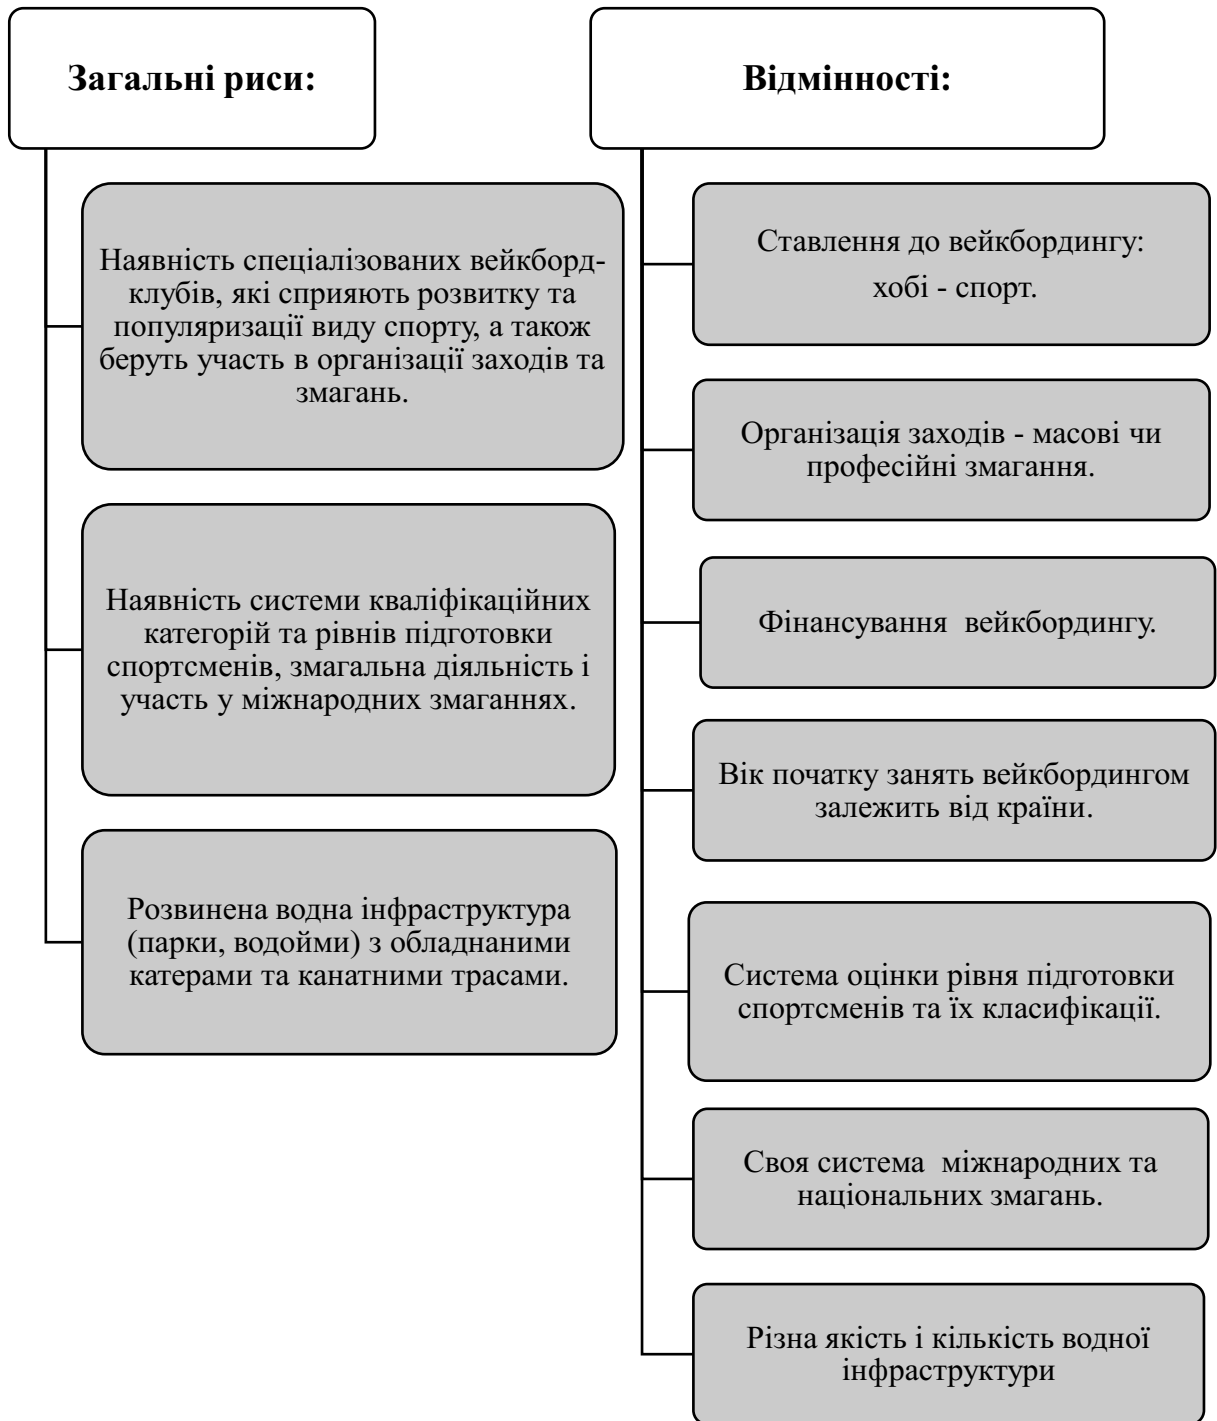 Загальні риси:
Наявність спеціалізованих вейкборд-
клубів, які сприяють розвитку та
популяризації виду спорту, а також
беруть участь в організації заходів та
змагань.
Наявність системи кваліфікаційних
категорій та рівнів підготовки
спортсменів, змагальна діяльність і
участь у міжнародних змаганнях.
Розвинена водна інфраструктура
(парки, водойми) з обладнаними
катерами та канатними трасами.
Відмінності:
Ставлення до вейкбордингу:
хобі - спорт.
Організація заходів - масові чи
професійні змагання.
Фінансування  вейкбордингу.
Вік початку занять вейкбордингом
залежить від країни.
Система оцінки рівня підготовки
спортсменів та їх класифікації.
Своя система  міжнародних та
національних змагань.
Різна якість і кількість водної
інфраструктури